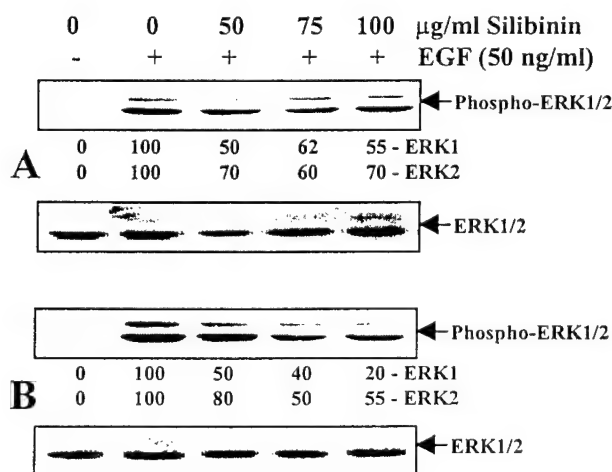 0 0 50 75 100 µg/ml Silibinin
- + + + + EGF (50 ng/ml)
Phospho-ERK1/2
0 100 50 62 55 - ERK1
A
0 100 70 60 70 - ERK2
ERK1/2
Phospho-ERK1/2
0 100 50 40 20 - ERK1
B
0 100 80 50 55 - ERK2
ERK1/2